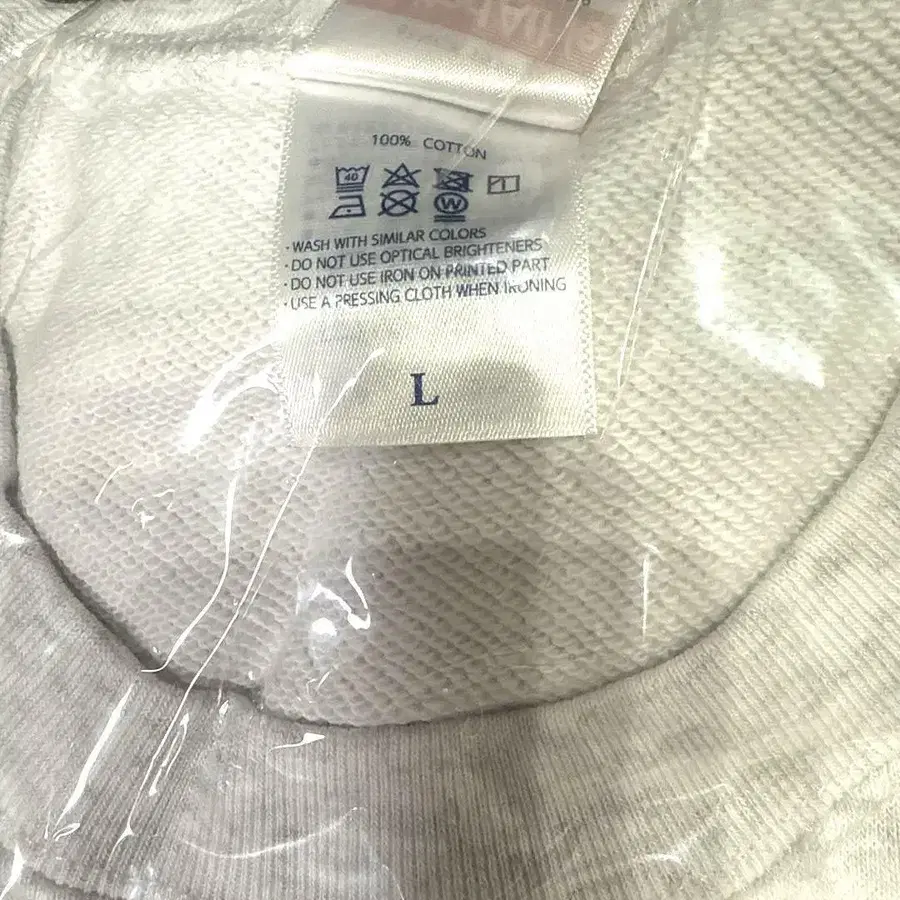 100% COTTON
40
W
· WASH WITH SIMILAR COLORS
· DO NOT USE OPTICAL BRIGHTENERS
· DO NOT USE IRON ON PRINTED PART
· USE A PRESSING CLOTH WHEN IRONING
L